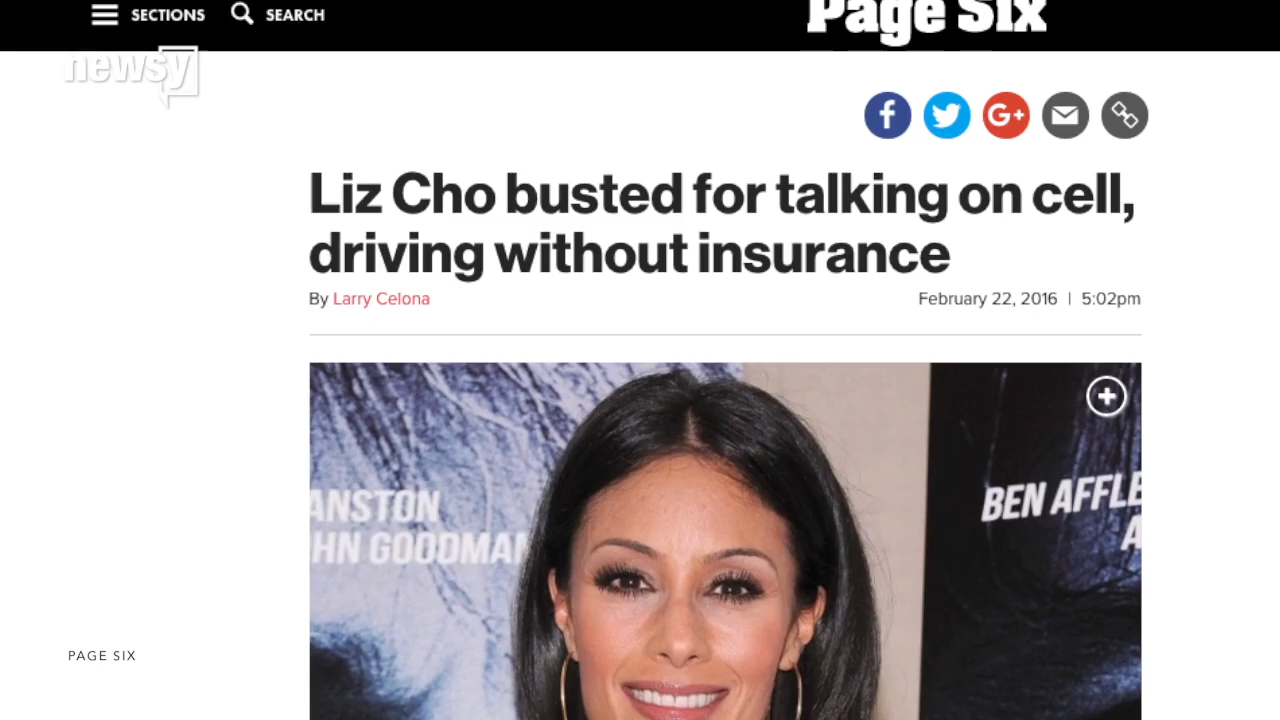 SECTIONS
SEARCH
Page Six
newsy
f
G+
Liz Cho busted for talking on cell,
driving without insurance
By Larry Celona
February 22, 2016 | 5:02pm
ANSTON
HN GOODMAN
BEN AFFLE
A
PAGE SIX